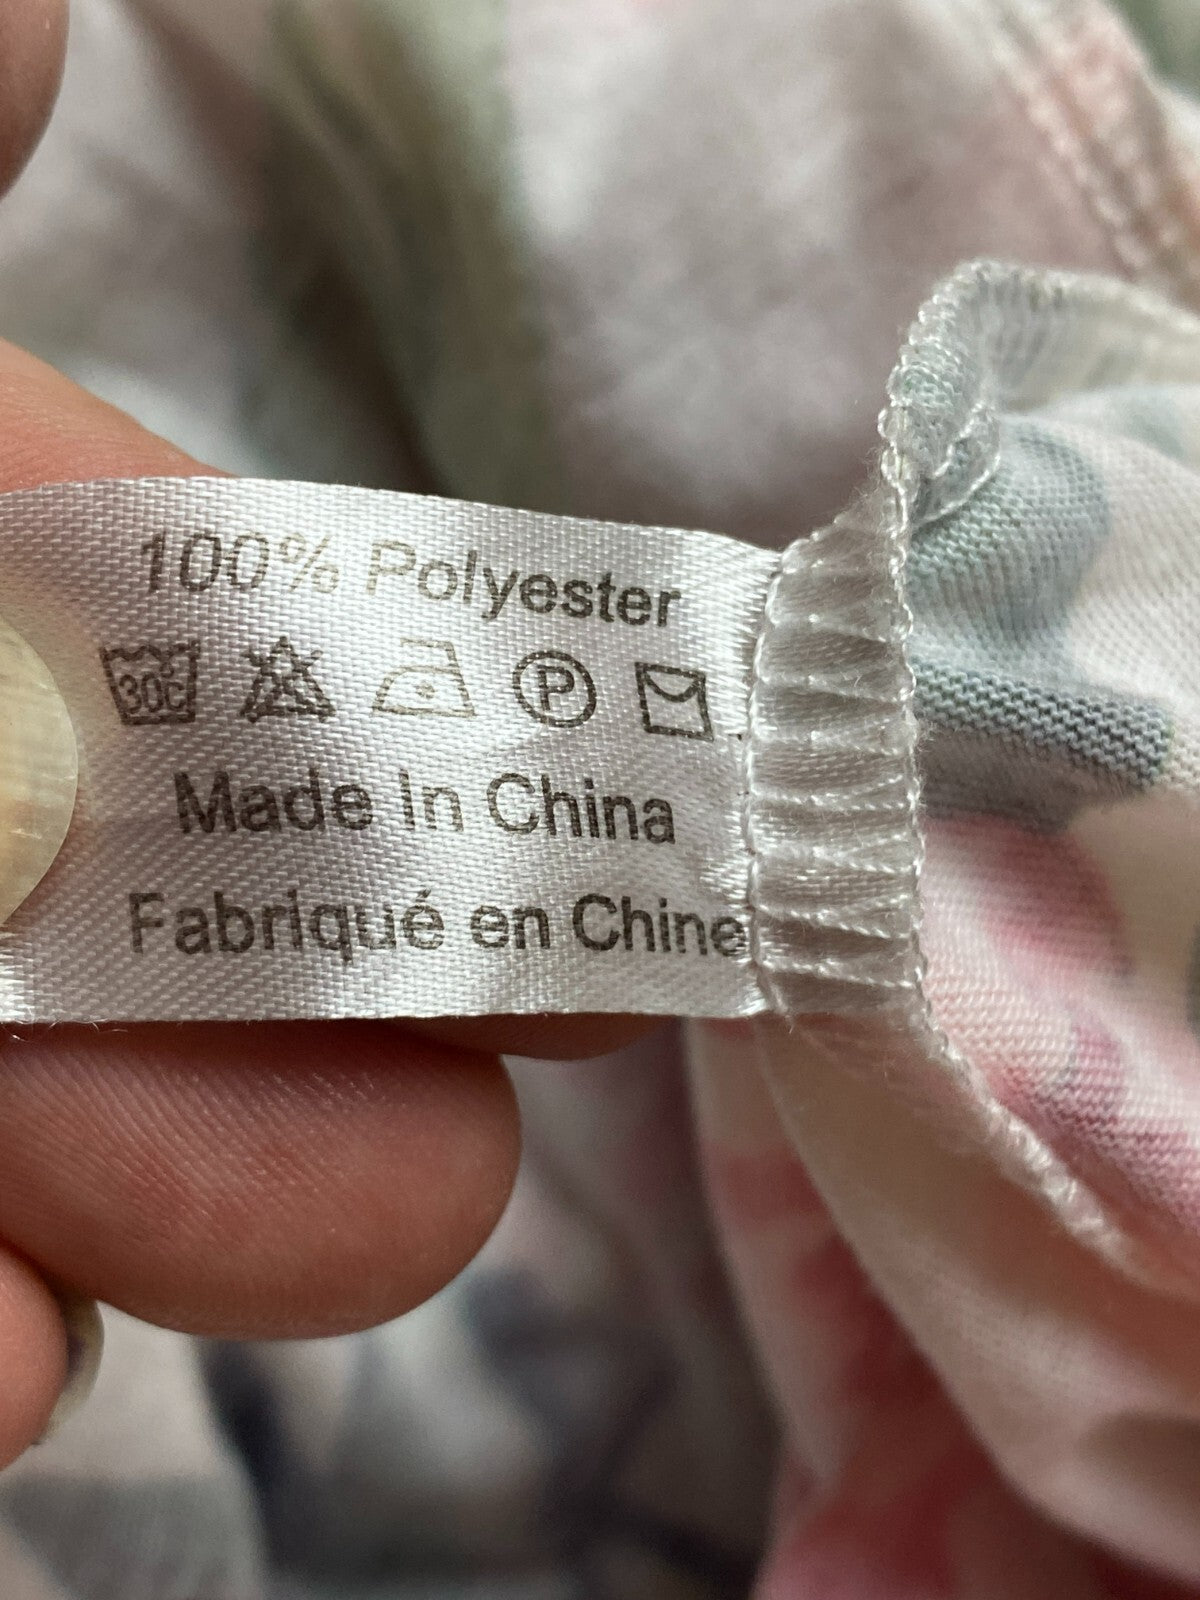 100% Polyester
30C P
Made In China
Fabriqué en Chine